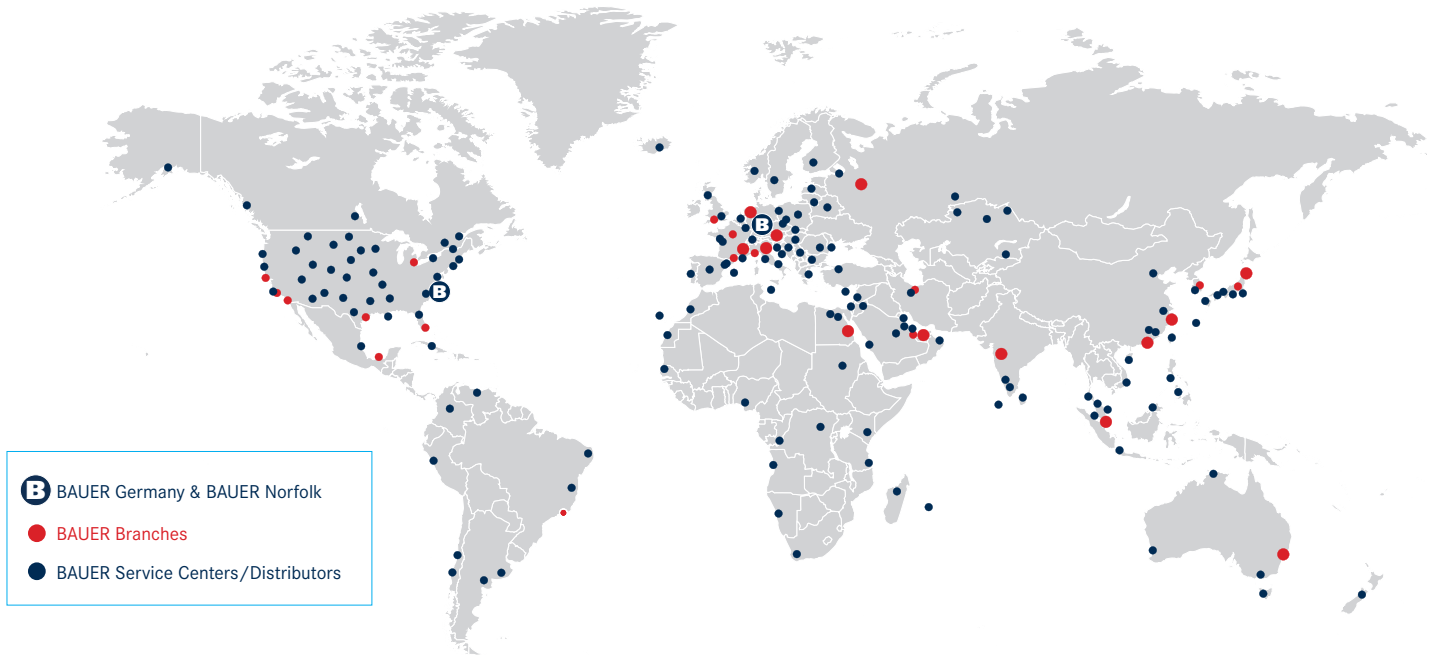 B
B
B BAUER Germany & BAUER Norfolk
BAUER Branches
BAUER Service Centers/Distributors